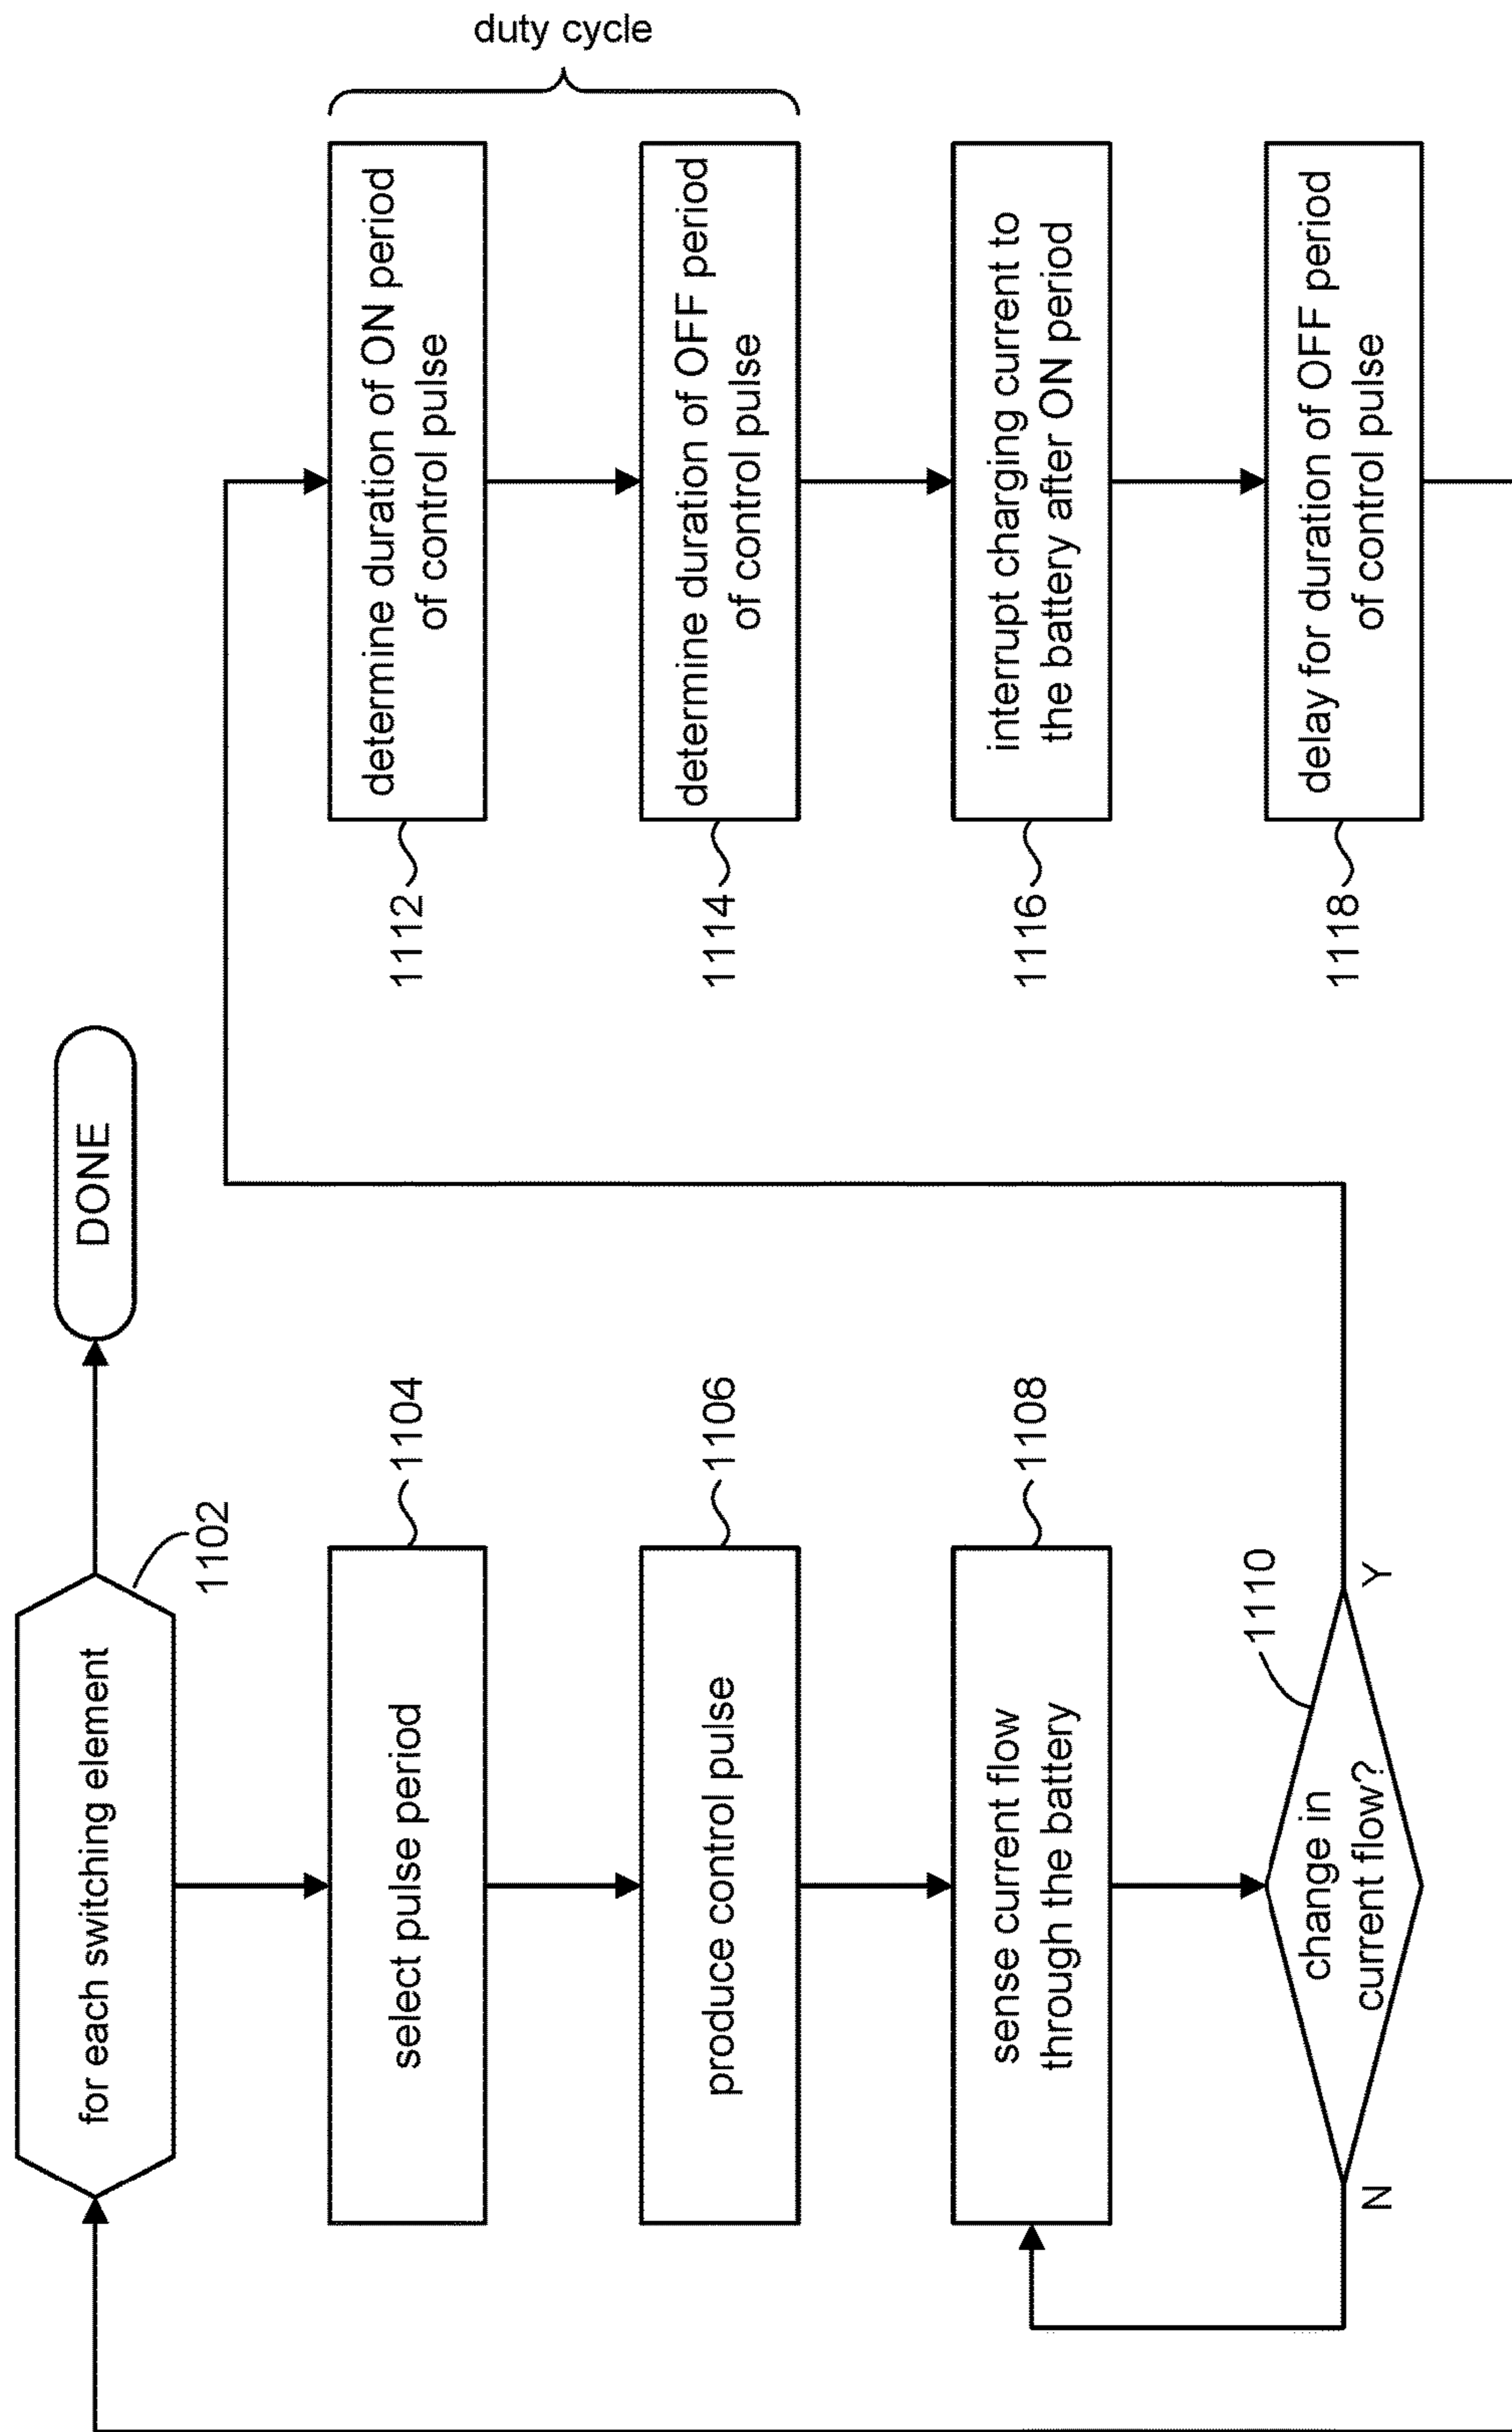 for each switching element
1102
DONE
select pulse period
1104
produce control pulse
1106
sense current flow
through the battery
1108
change in
current flow?
1110
N
Y
duty cycle
determine duration of ON period
of control pulse
1112
determine duration of OFF period
of control pulse
1114
interrupt charging current to
the battery after ON period
1116
delay for duration of OFF period
of control pulse
1118